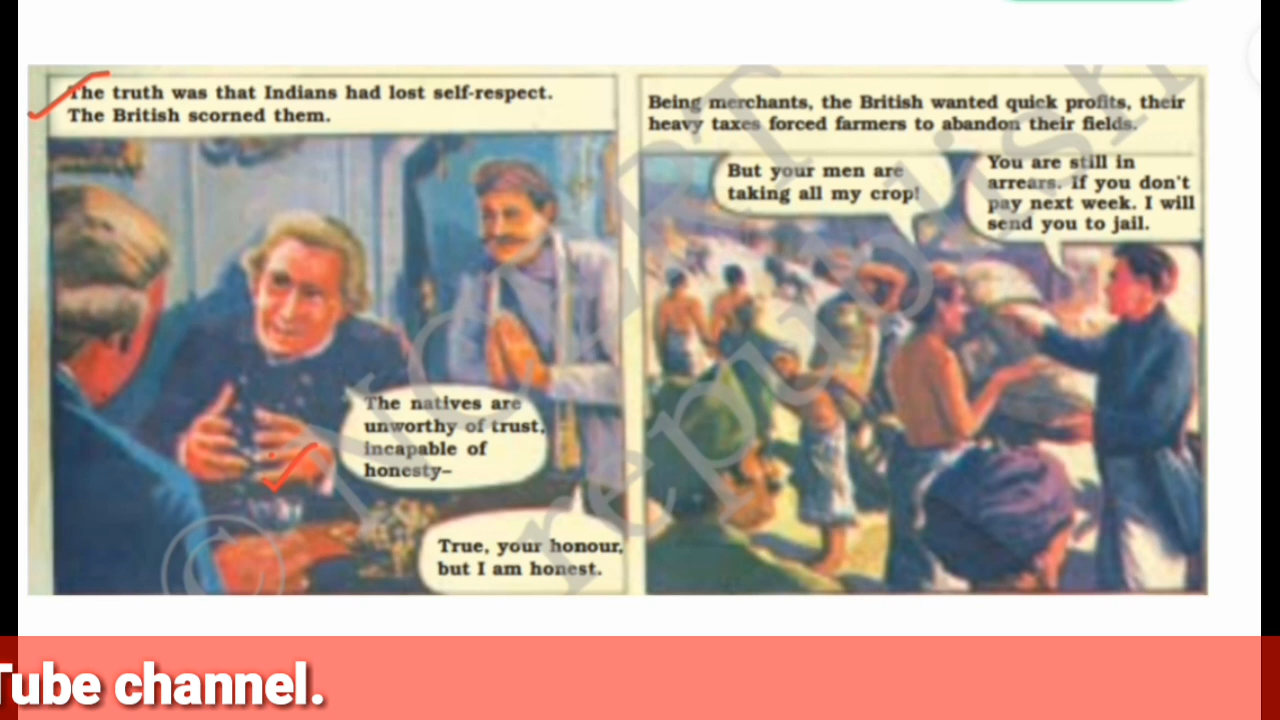 The truth was that Indians had lost self-respect.
The British scorned them.
The natives are
unworthy of trust,
incapable of
honesty–
True, your honour,
but I am honest.
Being merchants, the British wanted quick profits, their
heavy taxes forced farmers to abandon their fields.
But your men are
taking all my crop!
You are still in
arrears. If you don't
pay next week. I will
send you to jail.
© NCERT
republish
Tube channel.